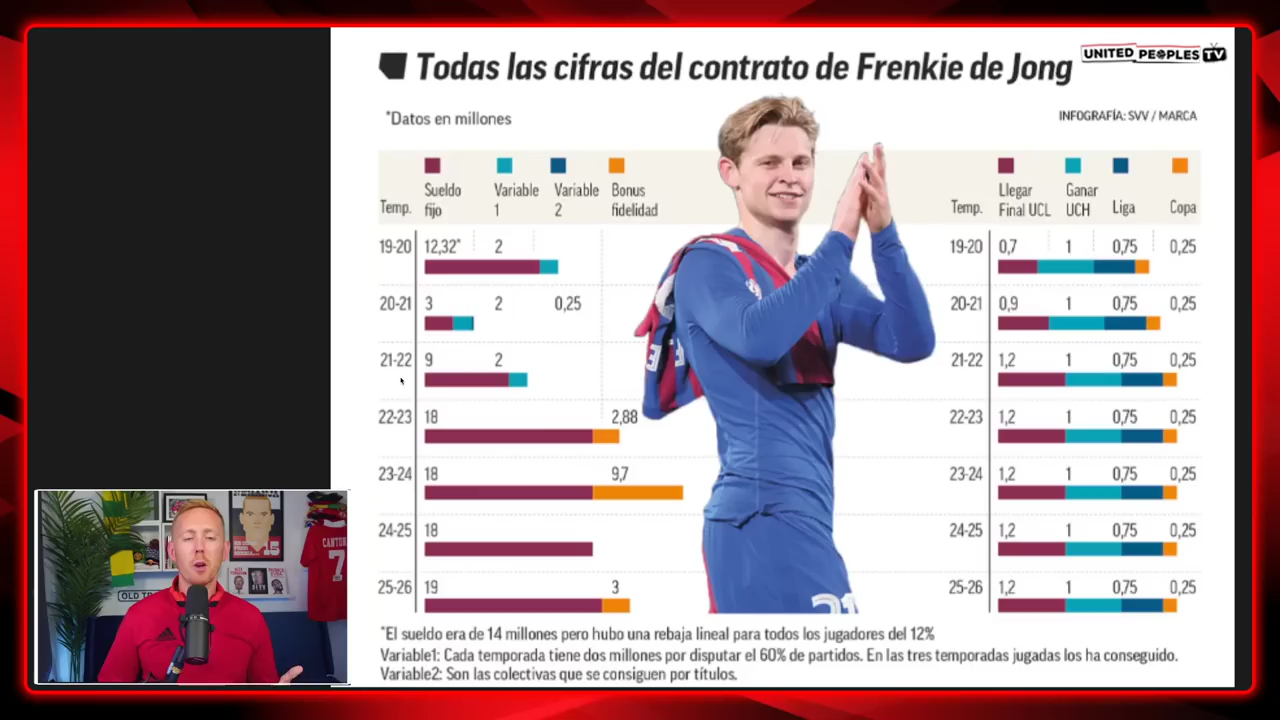 Todas las cifras del contrato de Frenkie de Jong
UNITED PEOPLES TV
*Datos en millones
INFOGRAFÍA: SVV / MARCA
Temp. Sueldo fijo Variable 1 Variable 2 Bonus fidelidad
19-20 12,32* 2
20-21 3 2 0,25
21-22 9 2
22-23 18 2,88
23-24 18 9,7
24-25 18
25-26 19 3
Temp. Llegar Final UCL Ganar UCH Liga Copa
19-20 0,7 1 0,75 0,25
20-21 0,9 1 0,75 0,25
21-22 1,2 1 0,75 0,25
22-23 1,2 1 0,75 0,25
23-24 1,2 1 0,75 0,25
24-25 1,2 1 0,75 0,25
25-26 1,2 1 0,75 0,25
*El sueldo era de 14 millones pero hubo una rebaja lineal para todos los jugadores del 12%
Variable1: Cada temporada tiene dos millones por disputar el 60% de partidos. En las tres temporadas jugadas los ha conseguido.
Variable2: Son las colectivas que se consiguen por títulos.
21
CANTON
7
OLD TR